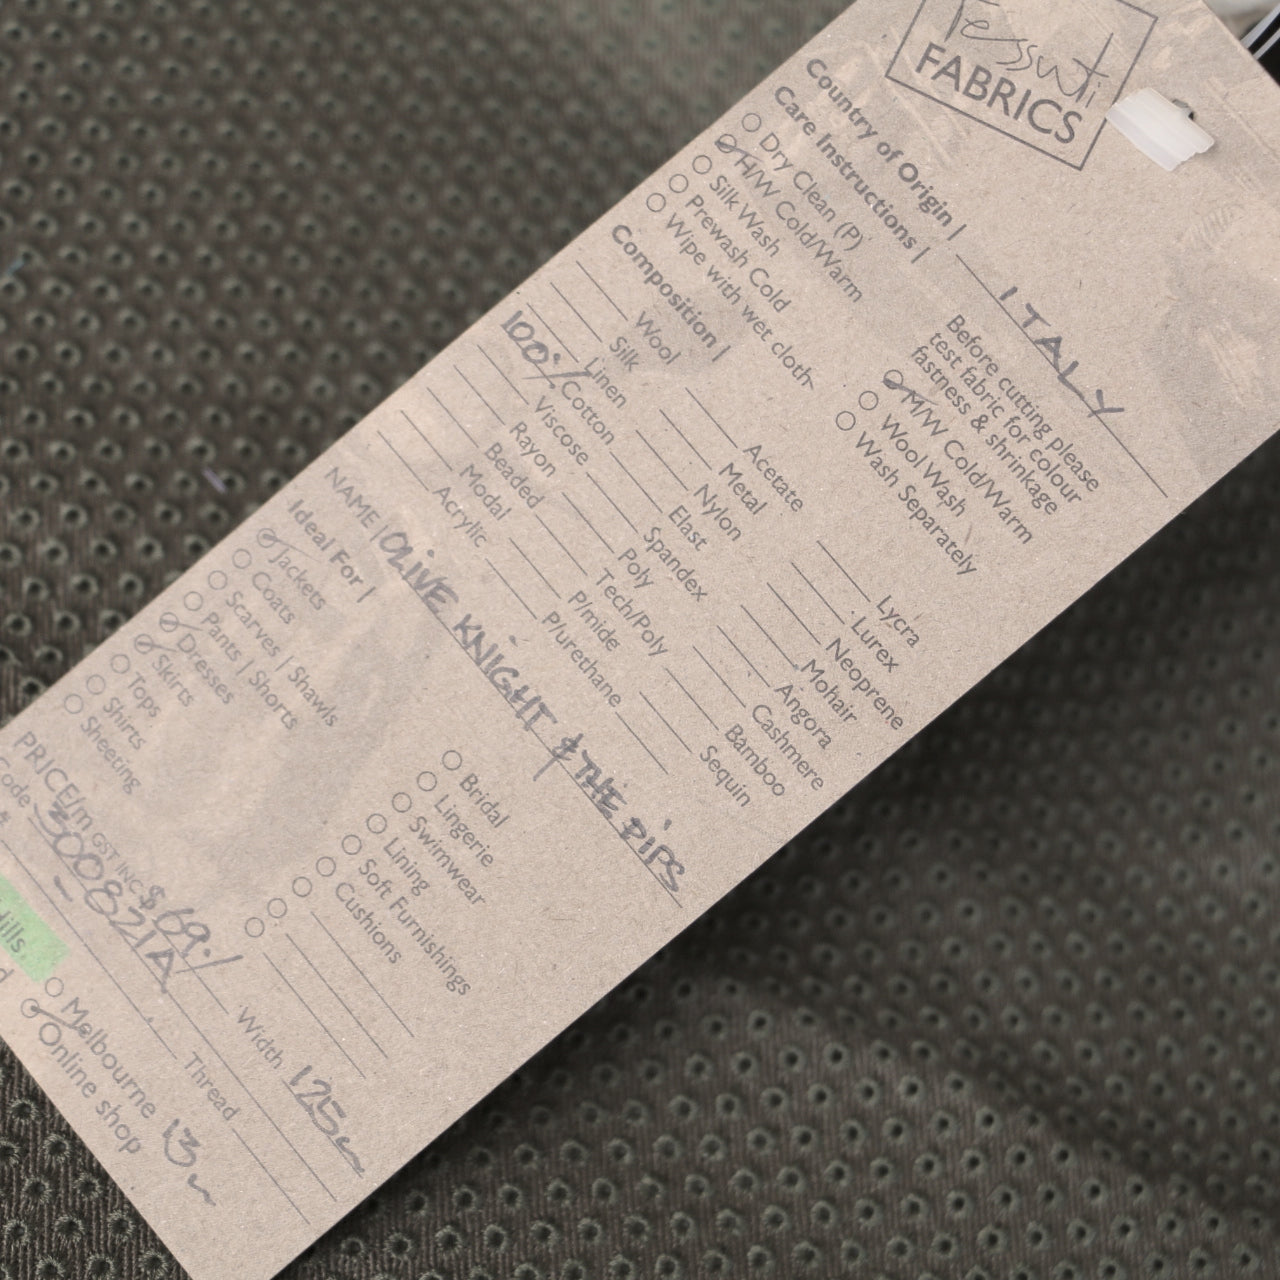 Tessuti
FABRICS
Country of Origin | ITALY
Care Instructions |
Before cutting please
test fabric for colour
fastness & shrinkage
Dry Clean (P)
H/W Cold/Warm
Silk Wash
Prewash Cold
Wipe with wet cloth
M/W Cold/Warm
Wool Wash
Wash Separately
Composition |
Wool
Silk
Linen
100% Cotton
Viscose
Rayon
Beaded
Modal
Acrylic
Acetate
Metal
Nylon
Elast
Spandex
Poly
Tech/Poly
P/mide
P/urethane
Lycra
Lurex
Neoprene
Mohair
Angora
Cashmere
Bamboo
Sequin
NAME | OLIVE KNIGHT & THE PIPS
Ideal For |
Jackets
Coats
Scarves | Shawls
Pants | Shorts
Dresses
Skirts
Tops
Shirts
Sheeting
Bridal
Lingerie
Swimwear
Lining
Soft Furnishings
Cushions
PRICE/m GST INC $69./ Width 125
Code 300821A
Thread
Melbourne
Online shop 13